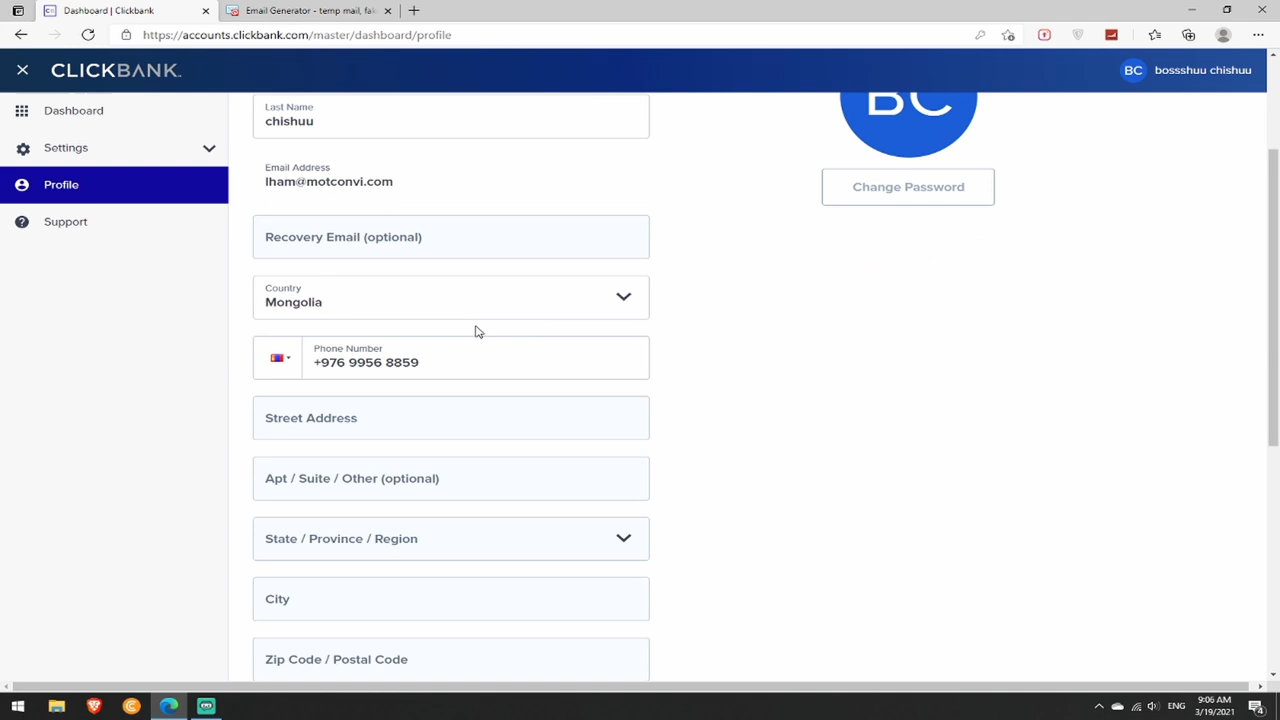 Dashboard | Clickbank
Email Generator - temp mail, fak
https://accounts.clickbank.com/master/dashboard/profile
CLICKBANK
BC bossshuu chishuu
Dashboard
Settings
Profile
Support
Last Name
chishuu
Email Address
lham@motconvi.com
Recovery Email (optional)
Country
Mongolia
Phone Number
+976 9956 8859
Street Address
Apt / Suite / Other (optional)
State / Province / Region
City
Zip Code / Postal Code
BC
Change Password
ENG
9:06 AM
3/19/2021
4